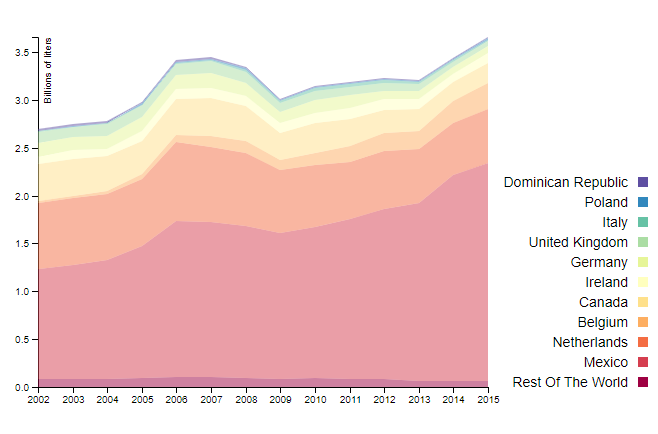 Billions of liters
3.5
3.0
2.5
2.0
1.5
1.0
0.5
0.0
2002 2003 2004 2005 2006 2007 2008 2009 2010 2011 2012 2013 2014 2015
Dominican Republic
Poland
Italy
United Kingdom
Germany
Ireland
Canada
Belgium
Netherlands
Mexico
Rest Of The World